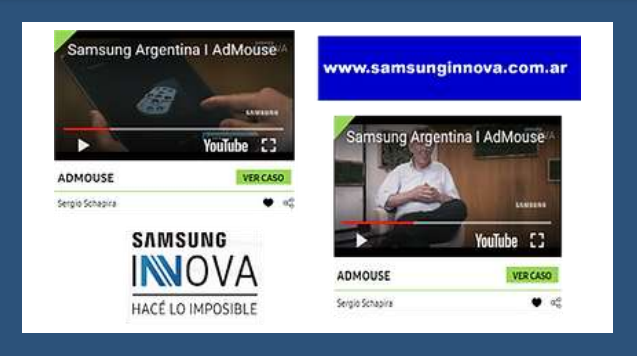 Samsung Argentina I AdMouse
SAMSUNG
YouTube
ADMOUSE
VER CASO
Sergio Schapira
SAMSUNG
INNOVA
HACÉ LO IMPOSIBLE
www.samsunginnova.com.ar
Samsung Argentina I AdMouse
SAMSUNG
YouTube
ADMOUSE
VER CASO
Sergio Schapira